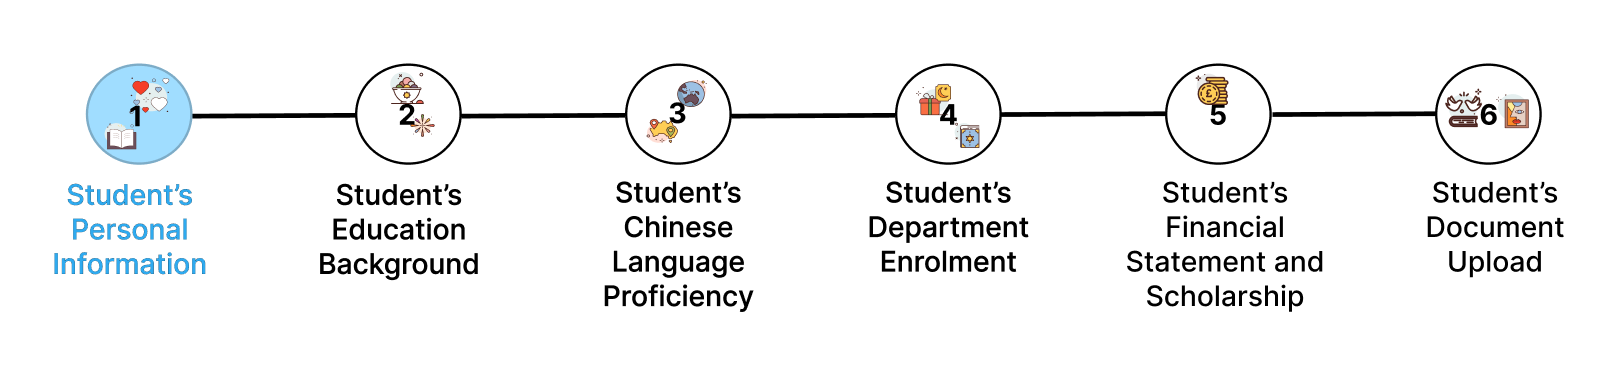 1
2
3
4
5
6
Student’s
Personal
Information
Student’s
Education
Background
Student’s
Chinese
Language
Proficiency
Student’s
Department
Enrolment
Student’s
Financial
Statement and
Scholarship
Student’s
Document
Upload